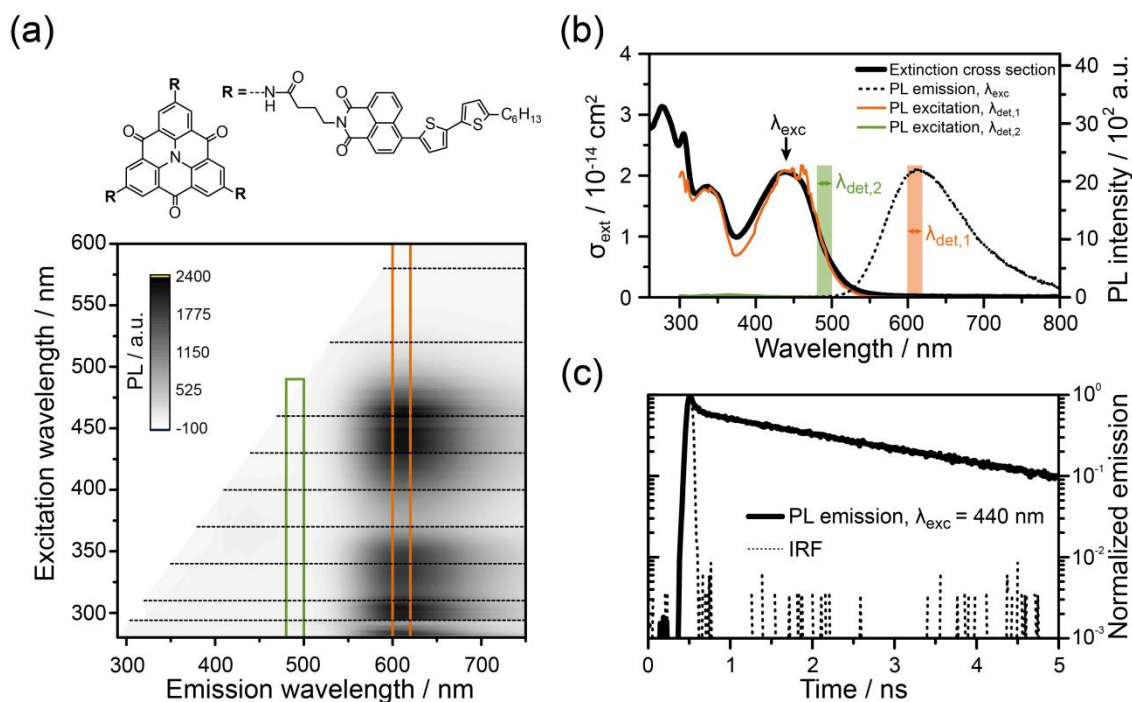 (a)
R
R
R
O
O
O
N
R =
NH
O
O
N
O
S
S
C₆H₁₃
PL / a.u.
2400
1775
1150
525
-100
Excitation wavelength / nm
600
550
500
450
400
350
300
300 400 500 600 700
Emission wavelength / nm
(b)
Extinction cross section
PL emission, λexc
PL excitation, λdet,1
PL excitation, λdet,2
λexc
λdet,2
λdet,1
σext / 10⁻¹⁴ cm²
4
3
2
1
0
PL intensity / 10² a.u.
40
30
20
10
0
300 400 500 600 700 800
Wavelength / nm
(c)
PL emission, λexc = 440 nm
IRF
Normalized emission
10⁰
10⁻¹
10⁻²
10⁻³
0 1 2 3 4 5
Time / ns